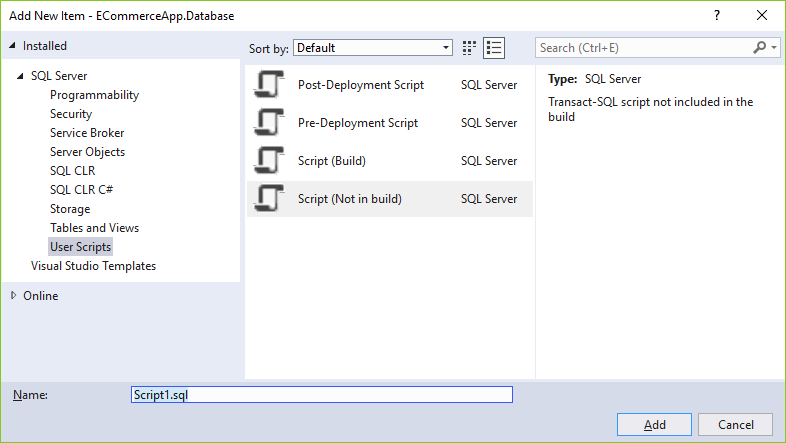 Add New Item - ECommerceApp.Database
?
Installed
Sort by: Default
Search (Ctrl+E)
SQL Server
Programmability
Security
Service Broker
Server Objects
SQL CLR
SQL CLR C#
Storage
Tables and Views
User Scripts
Visual Studio Templates
Online
Post-Deployment Script SQL Server
Pre-Deployment Script SQL Server
Script (Build) SQL Server
Script (Not in build) SQL Server
Type: SQL Server
Transact-SQL script not included in the
build
Name: Script1.sql
Add Cancel